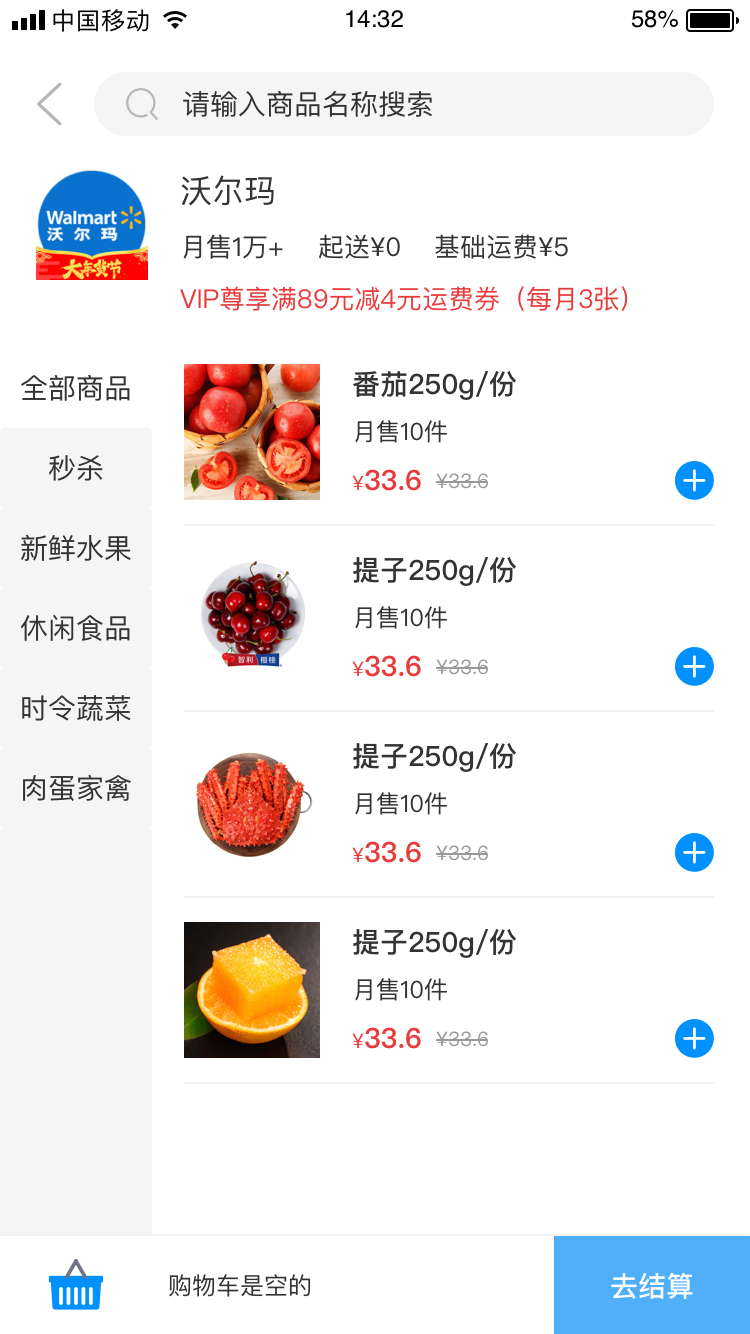 中国移动
14:32
58%
请输入商品名称搜索
Walmart
沃尔玛
大年货节
沃尔玛
月售1万+ 起送¥0 基础运费¥5
VIP尊享满89元减4元运费券（每月3张）
全部商品
秒杀
新鲜水果
休闲食品
时令蔬菜
肉蛋家禽
番茄250g/份
月售10件
¥33.6 ¥33.6
提子250g/份
月售10件
¥33.6 ¥33.6
智利 樱桃
提子250g/份
月售10件
¥33.6 ¥33.6
提子250g/份
月售10件
¥33.6 ¥33.6
购物车是空的
去结算